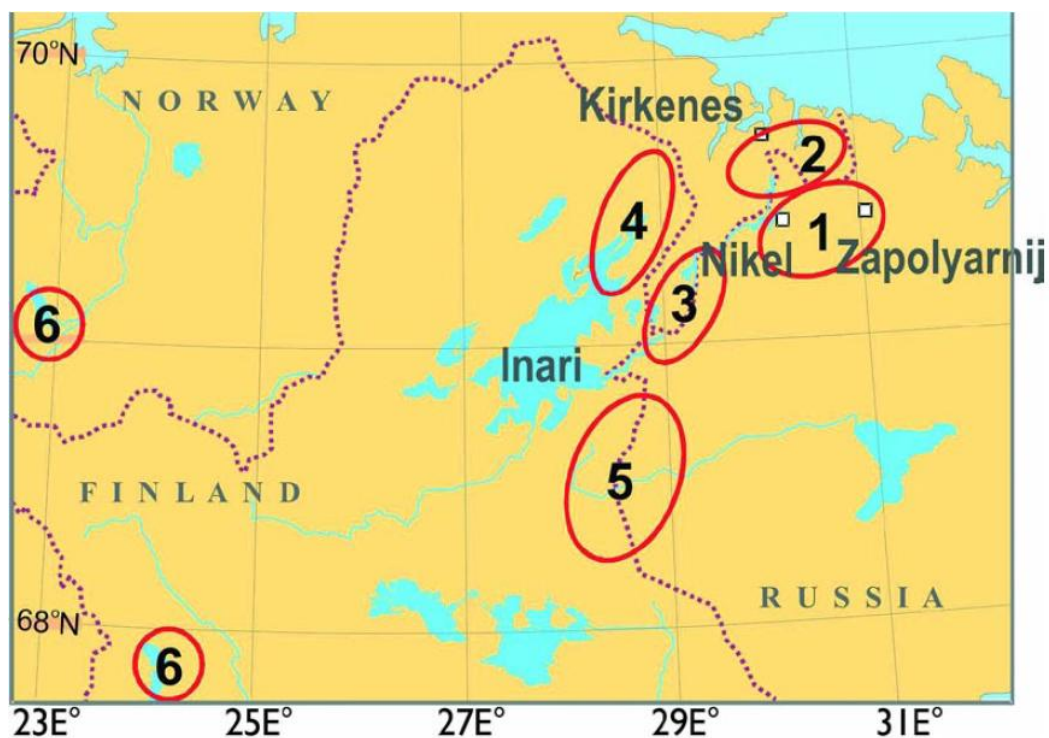 70°N
NORWAY
Kirkenes
2
4
1
Nikel
Zapolyarnij
3
6
Inari
5
FINLAND
RUSSIA
68°N
6
23E°
25E°
27E°
29E°
31E°